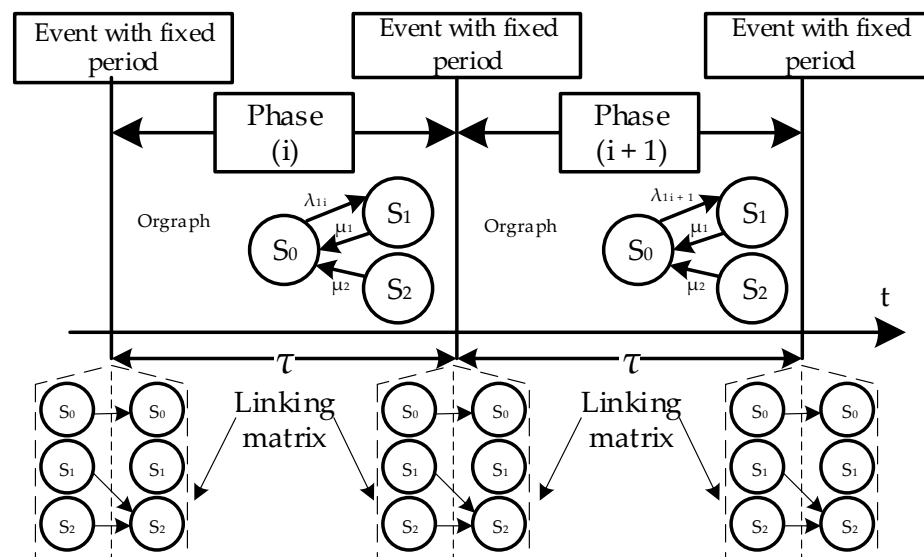 Event with fixed
period
Event with fixed
period
Event with fixed
period
Phase
(i)
Phase
(i + 1)
Orgraph
λ1i
S1
μ1
S0
μ2
S2
Orgraph
λ1i + 1
S1
μ1
S0
μ2
S2
t
τ
τ
S0
S0
S1
S1
S2
S2
Linking
matrix
S0
S0
S1
S1
S2
S2
Linking
matrix
S0
S0
S1
S1
S2
S2